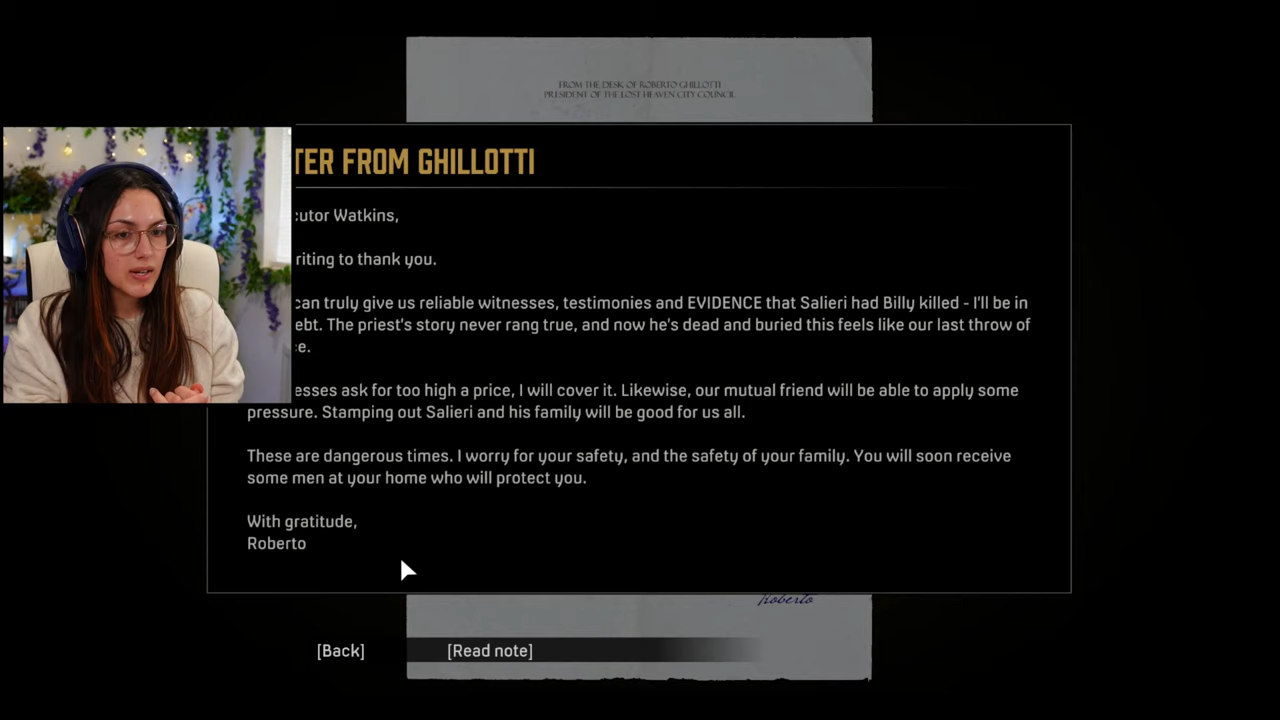 FROM THE DESK OF ROBERTO GHILLOTTI
PRESIDENT OF THE LOST HEAVEN CITY COUNCIL
TER FROM GHILLOTTI
cutor Watkins,
riting to thank you.
can truly give us reliable witnesses, testimonies and EVIDENCE that Salieri had Billy killed - I'll be in
ebt. The priest's story never rang true, and now he's dead and buried this feels like our last throw of
ce.
esses ask for too high a price, I will cover it. Likewise, our mutual friend will be able to apply some
pressure. Stamping out Salieri and his family will be good for us all.
These are dangerous times. I worry for your safety, and the safety of your family. You will soon receive
some men at your home who will protect you.
With gratitude,
Roberto
Roberto
[Back] [Read note]